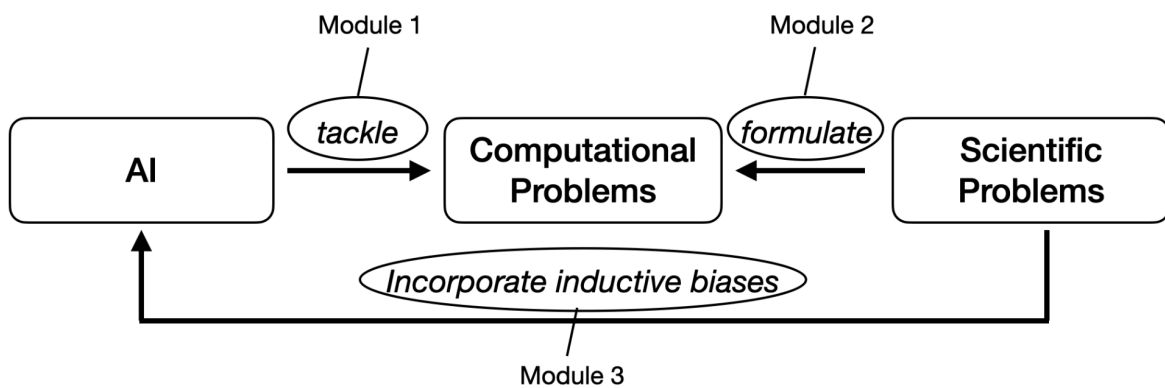 Module 1
Module 2
tackle
formulate
AI
Computational
Problems
Scientific
Problems
Incorporate inductive biases
Module 3